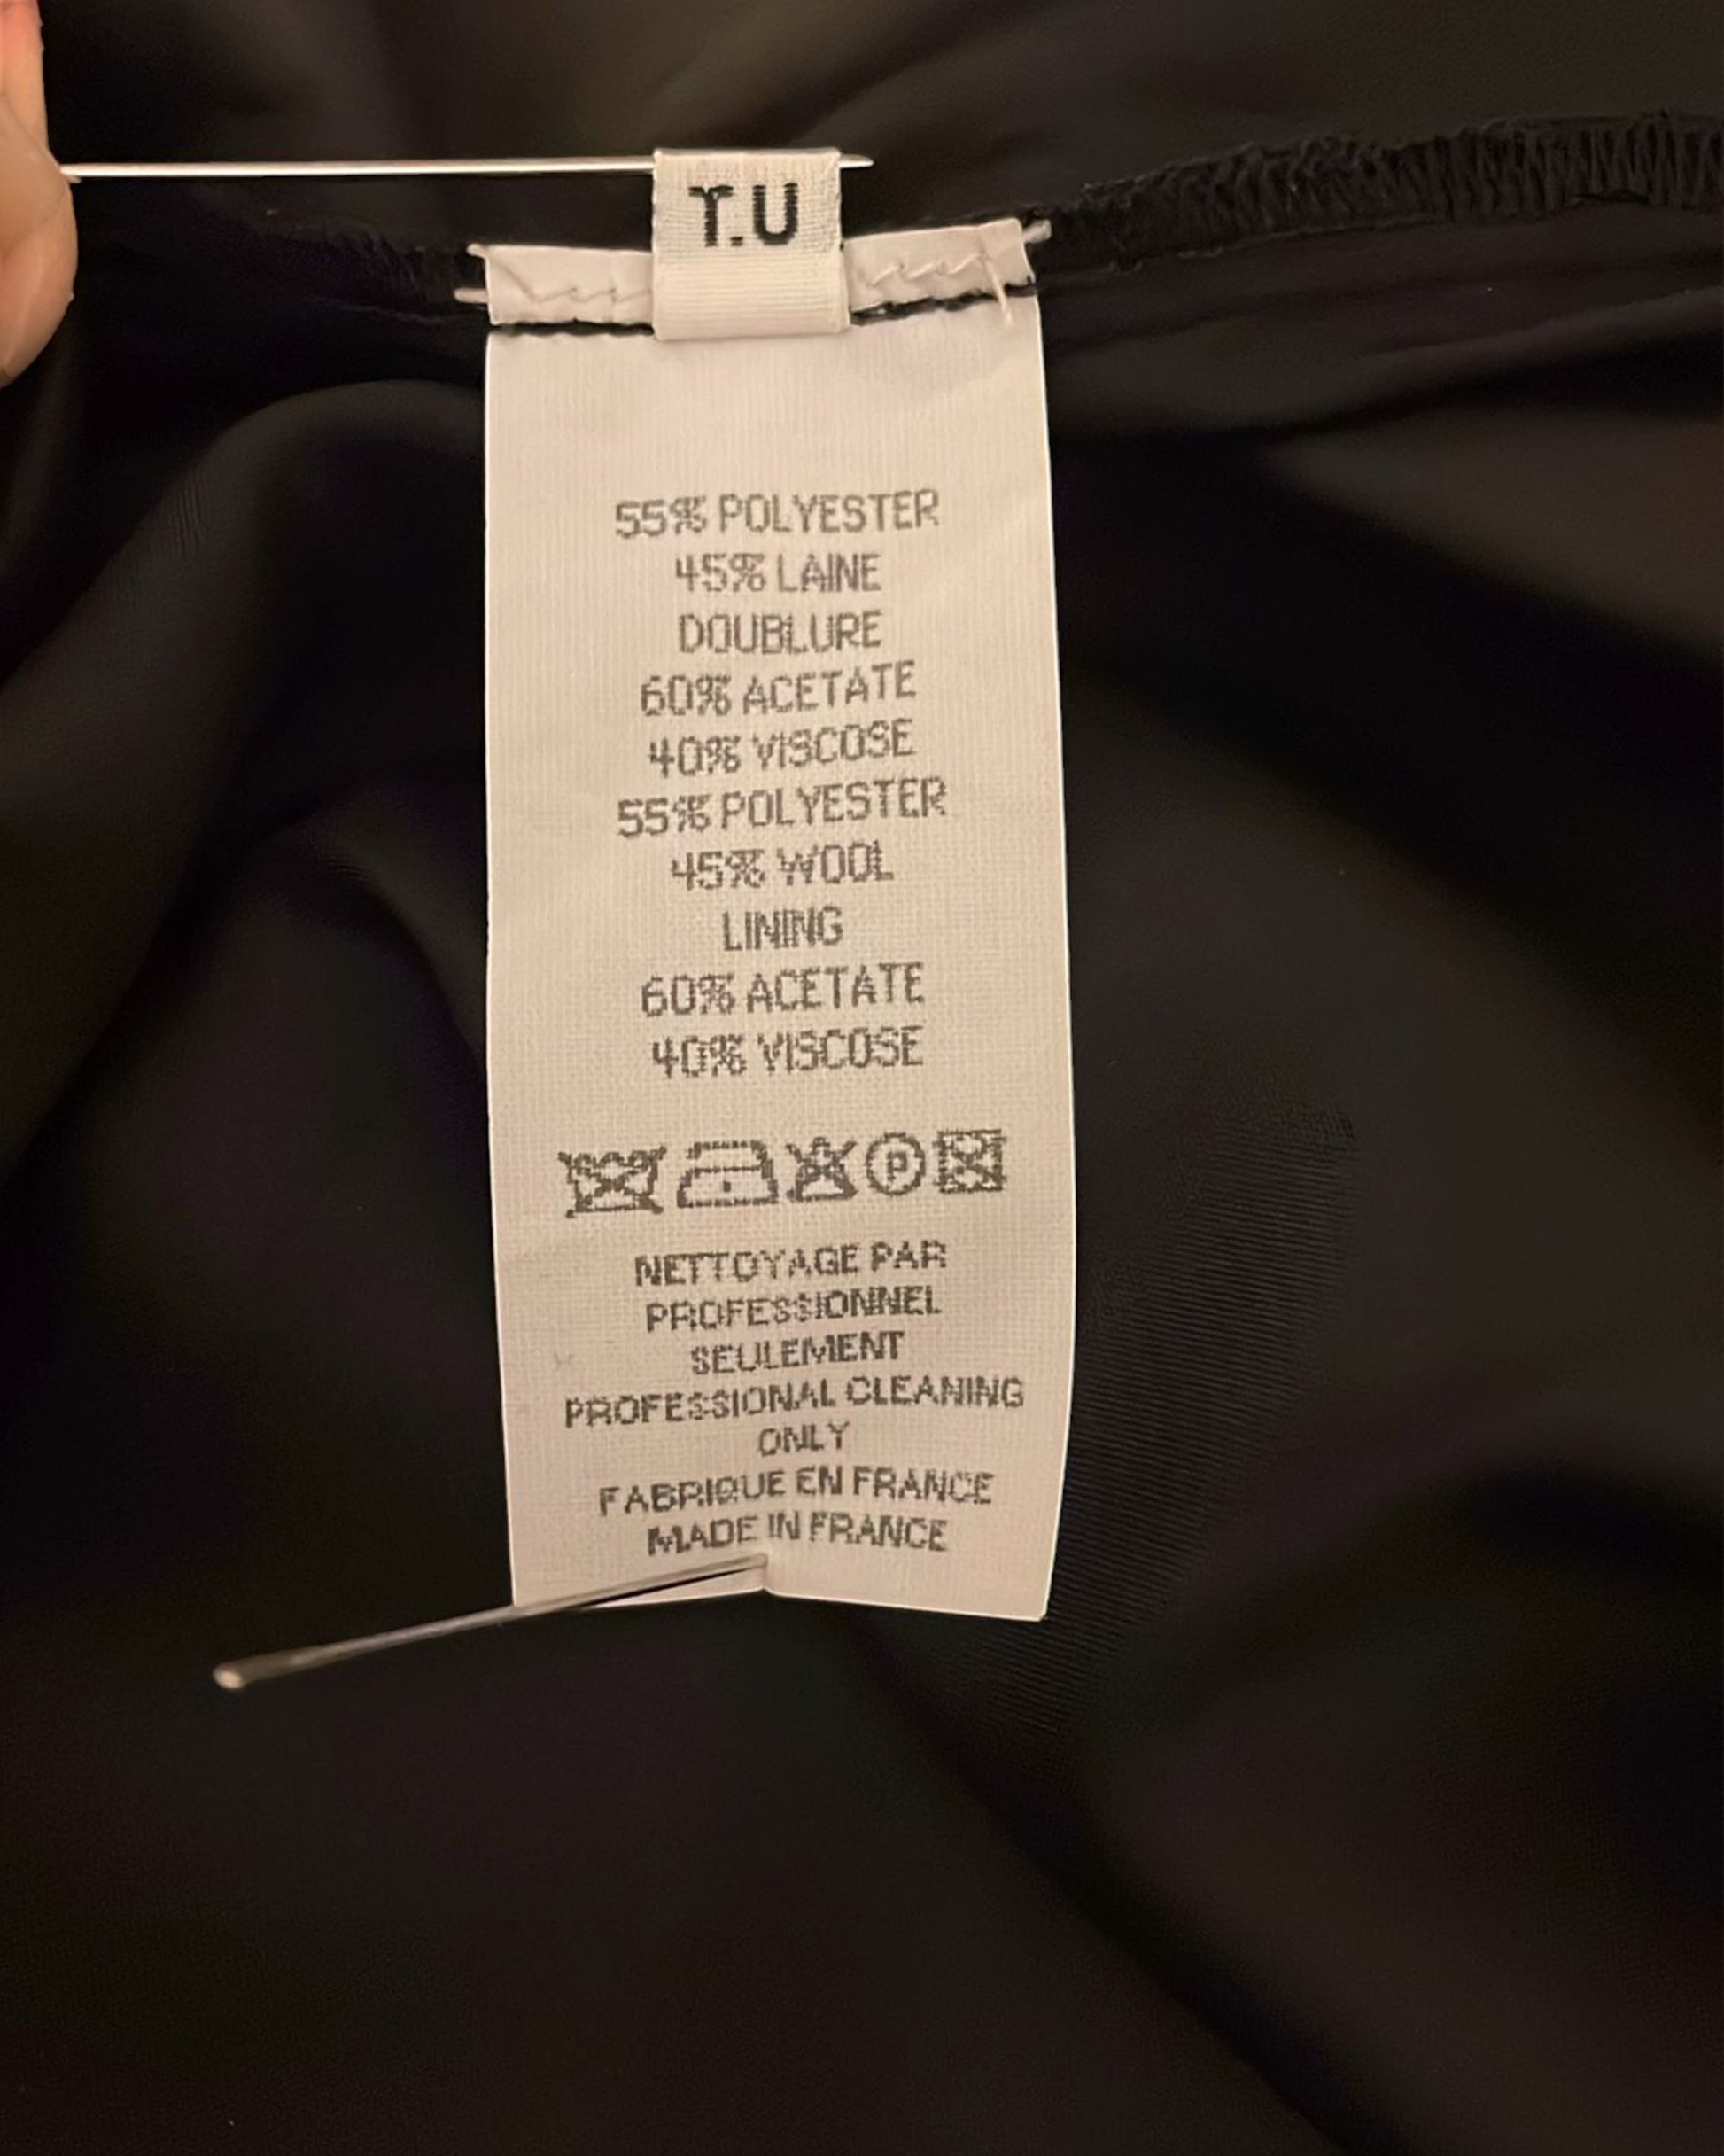 T.U
55% POLYESTER
45% LAINE
DOUBLURE
60% ACETATE
40% VISCOSE
55% POLYESTER
45% WOOL
LINING
60% ACETATE
40% VISCOSE
P
NETTOYAGE PAR
PROFESSIONNEL
SEULEMENT
PROFESSIONAL CLEANING
ONLY
FABRIQUE EN FRANCE
MADE IN FRANCE